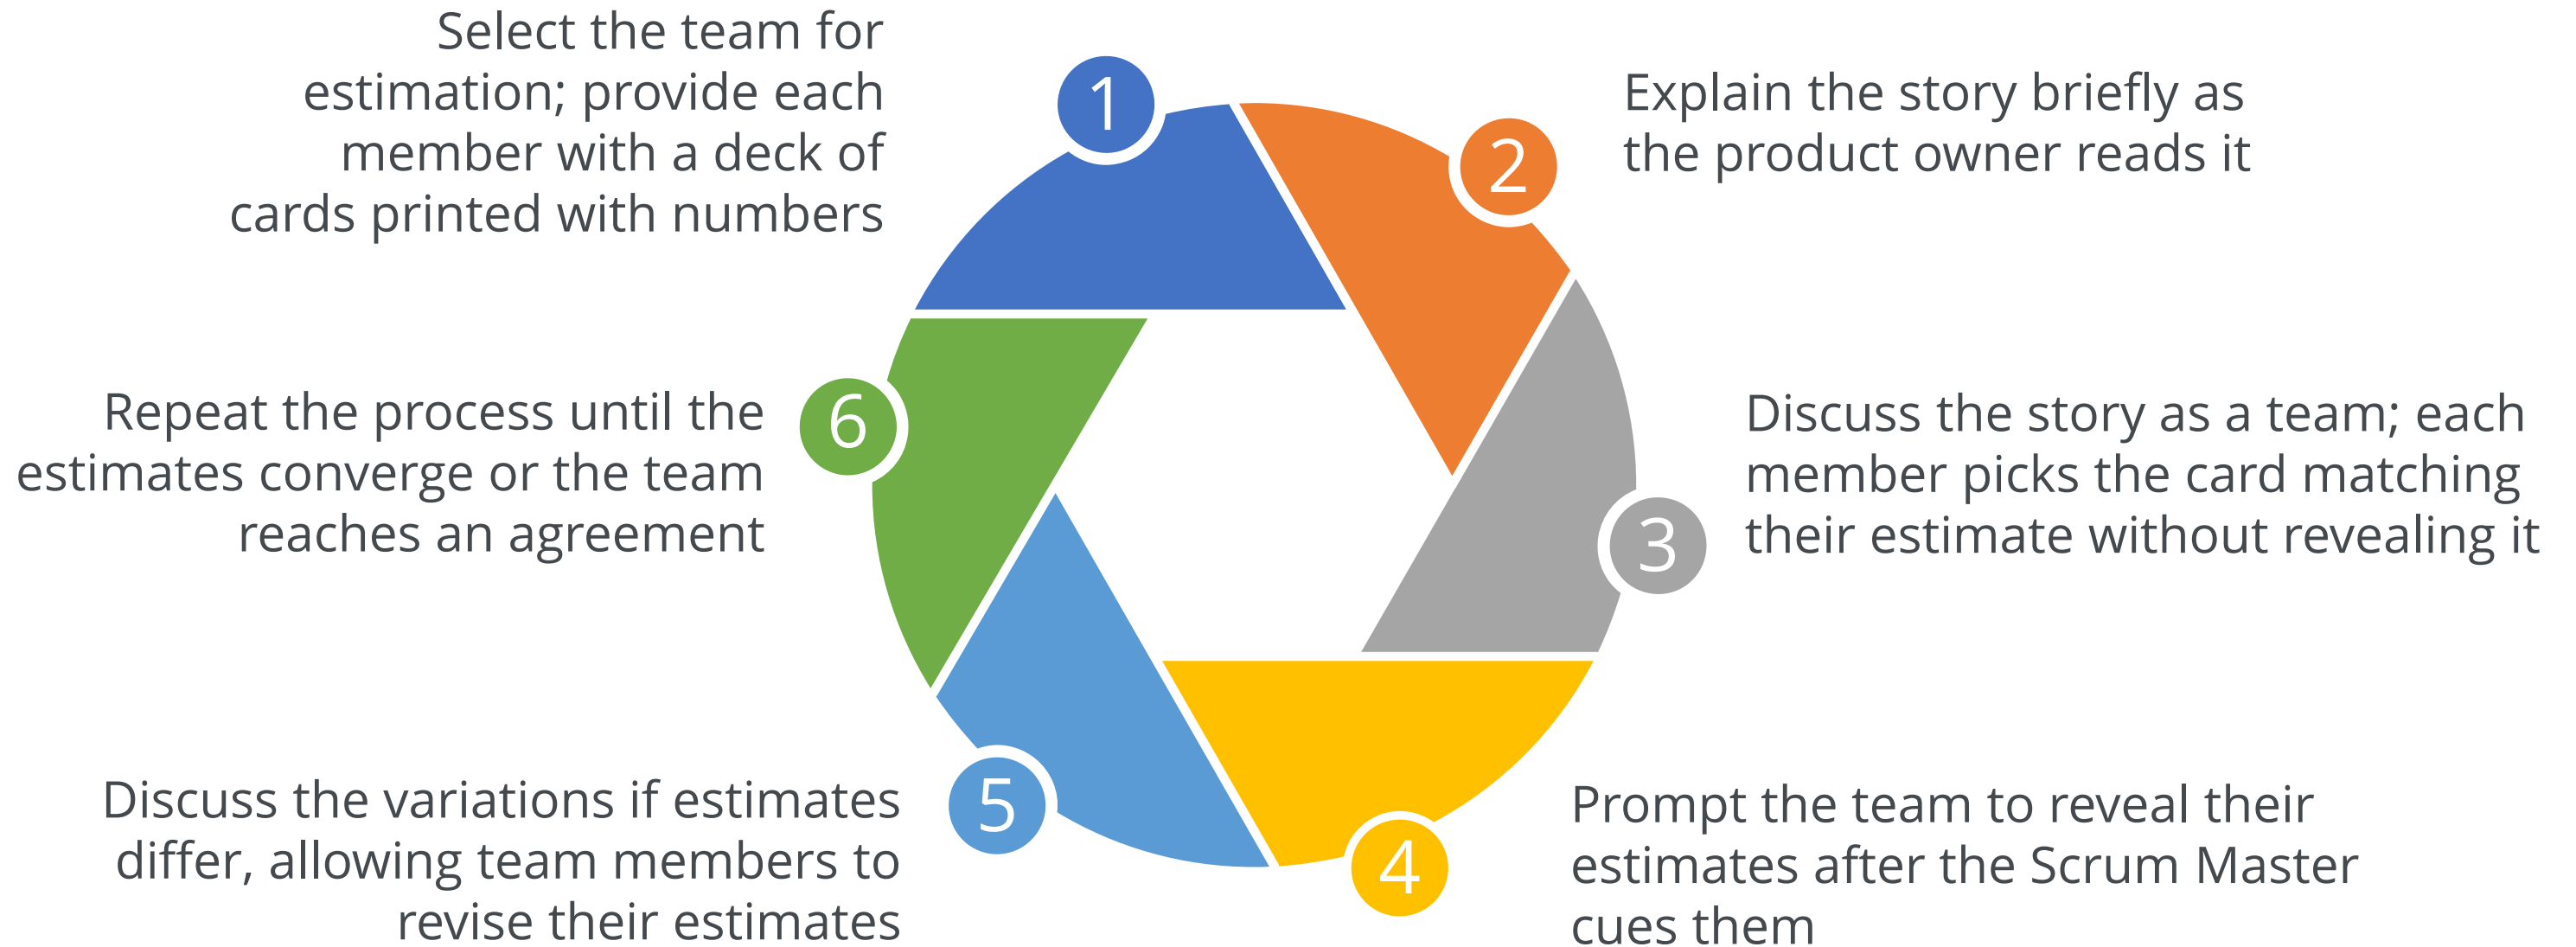 1
Select the team for
estimation; provide each
member with a deck of
cards printed with numbers
2
Explain the story briefly as
the product owner reads it
3
Discuss the story as a team; each
member picks the card matching
their estimate without revealing it
4
Prompt the team to reveal their
estimates after the Scrum Master
cues them
5
Discuss the variations if estimates
differ, allowing team members to
revise their estimates
6
Repeat the process until the
estimates converge or the team
reaches an agreement